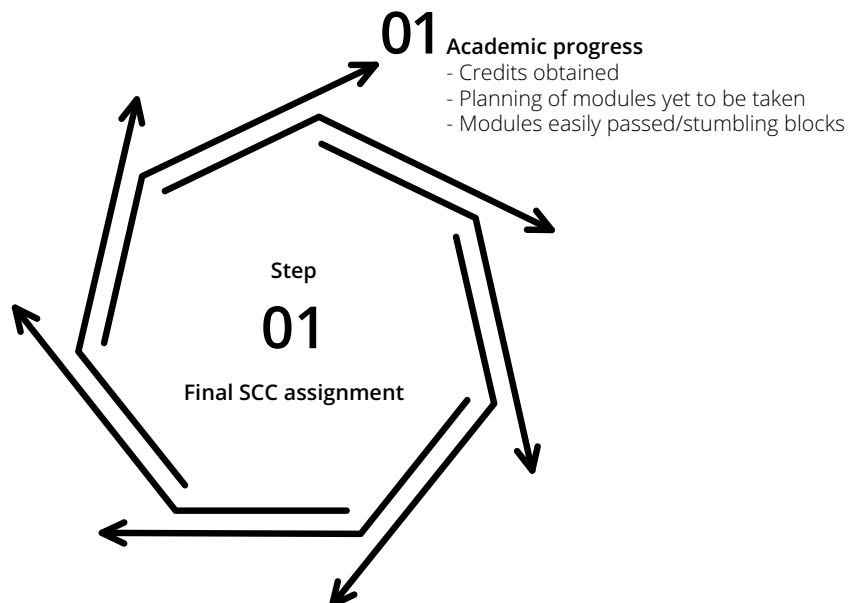 01
Academic progress
- Credits obtained
- Planning of modules yet to be taken
- Modules easily passed/stumbling blocks
Step
01
Final SCC assignment